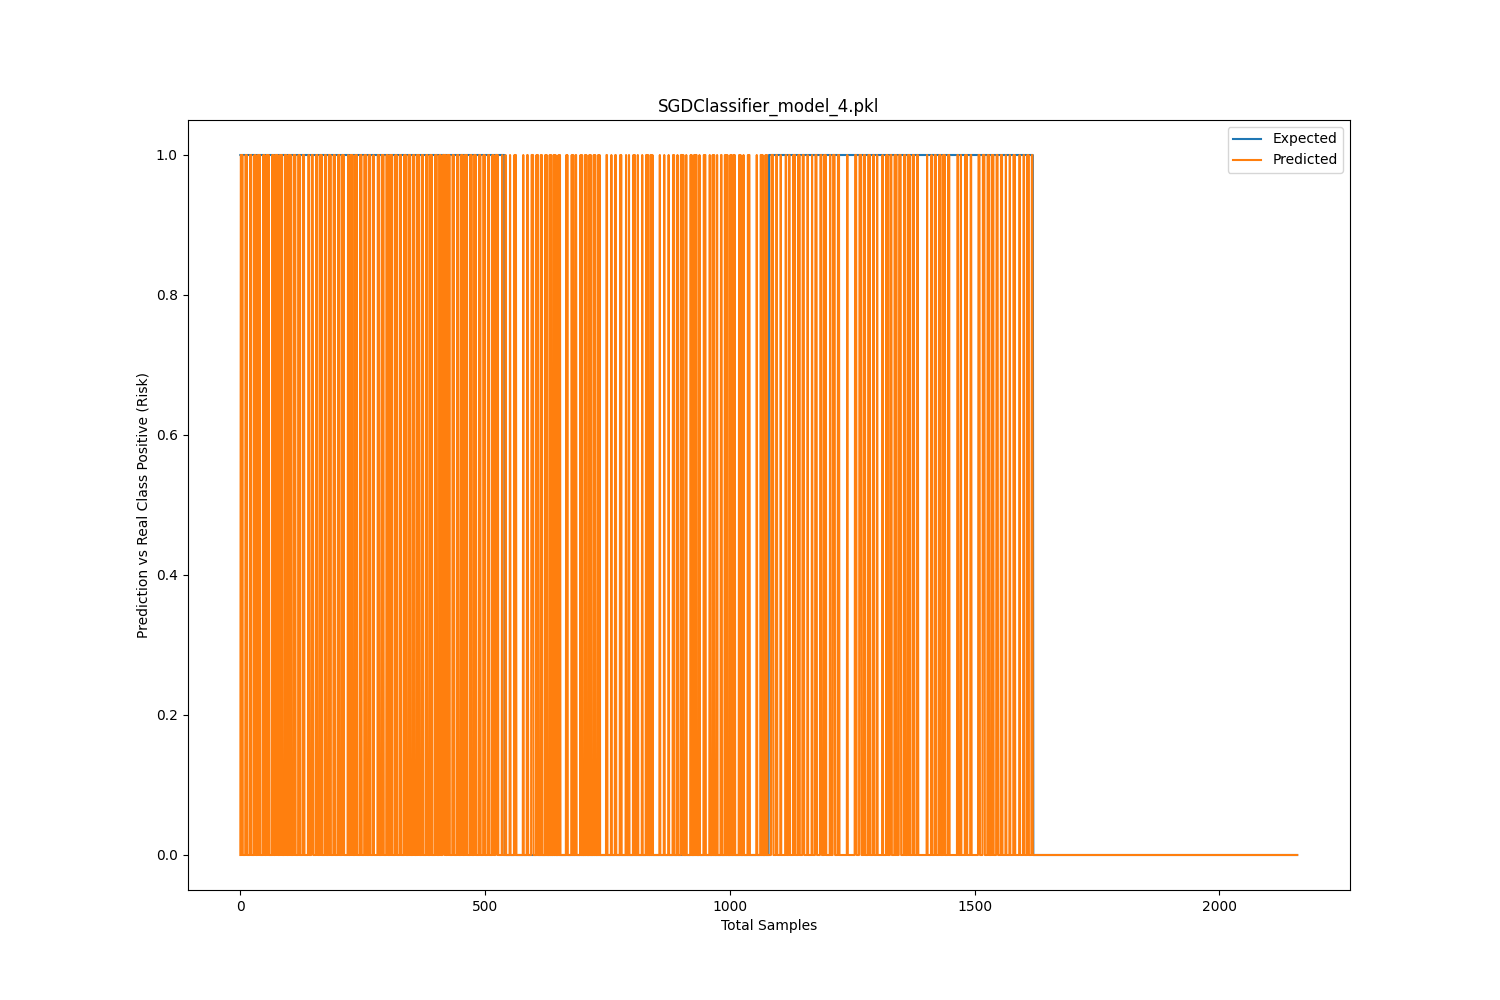 SGDClassifier_model_4.pkl
Expected
Predicted
1.0
0.8
0.6
0.4
0.2
0.0
Prediction vs Real Class Positive (Risk)
0
500
1000
1500
2000
Total Samples